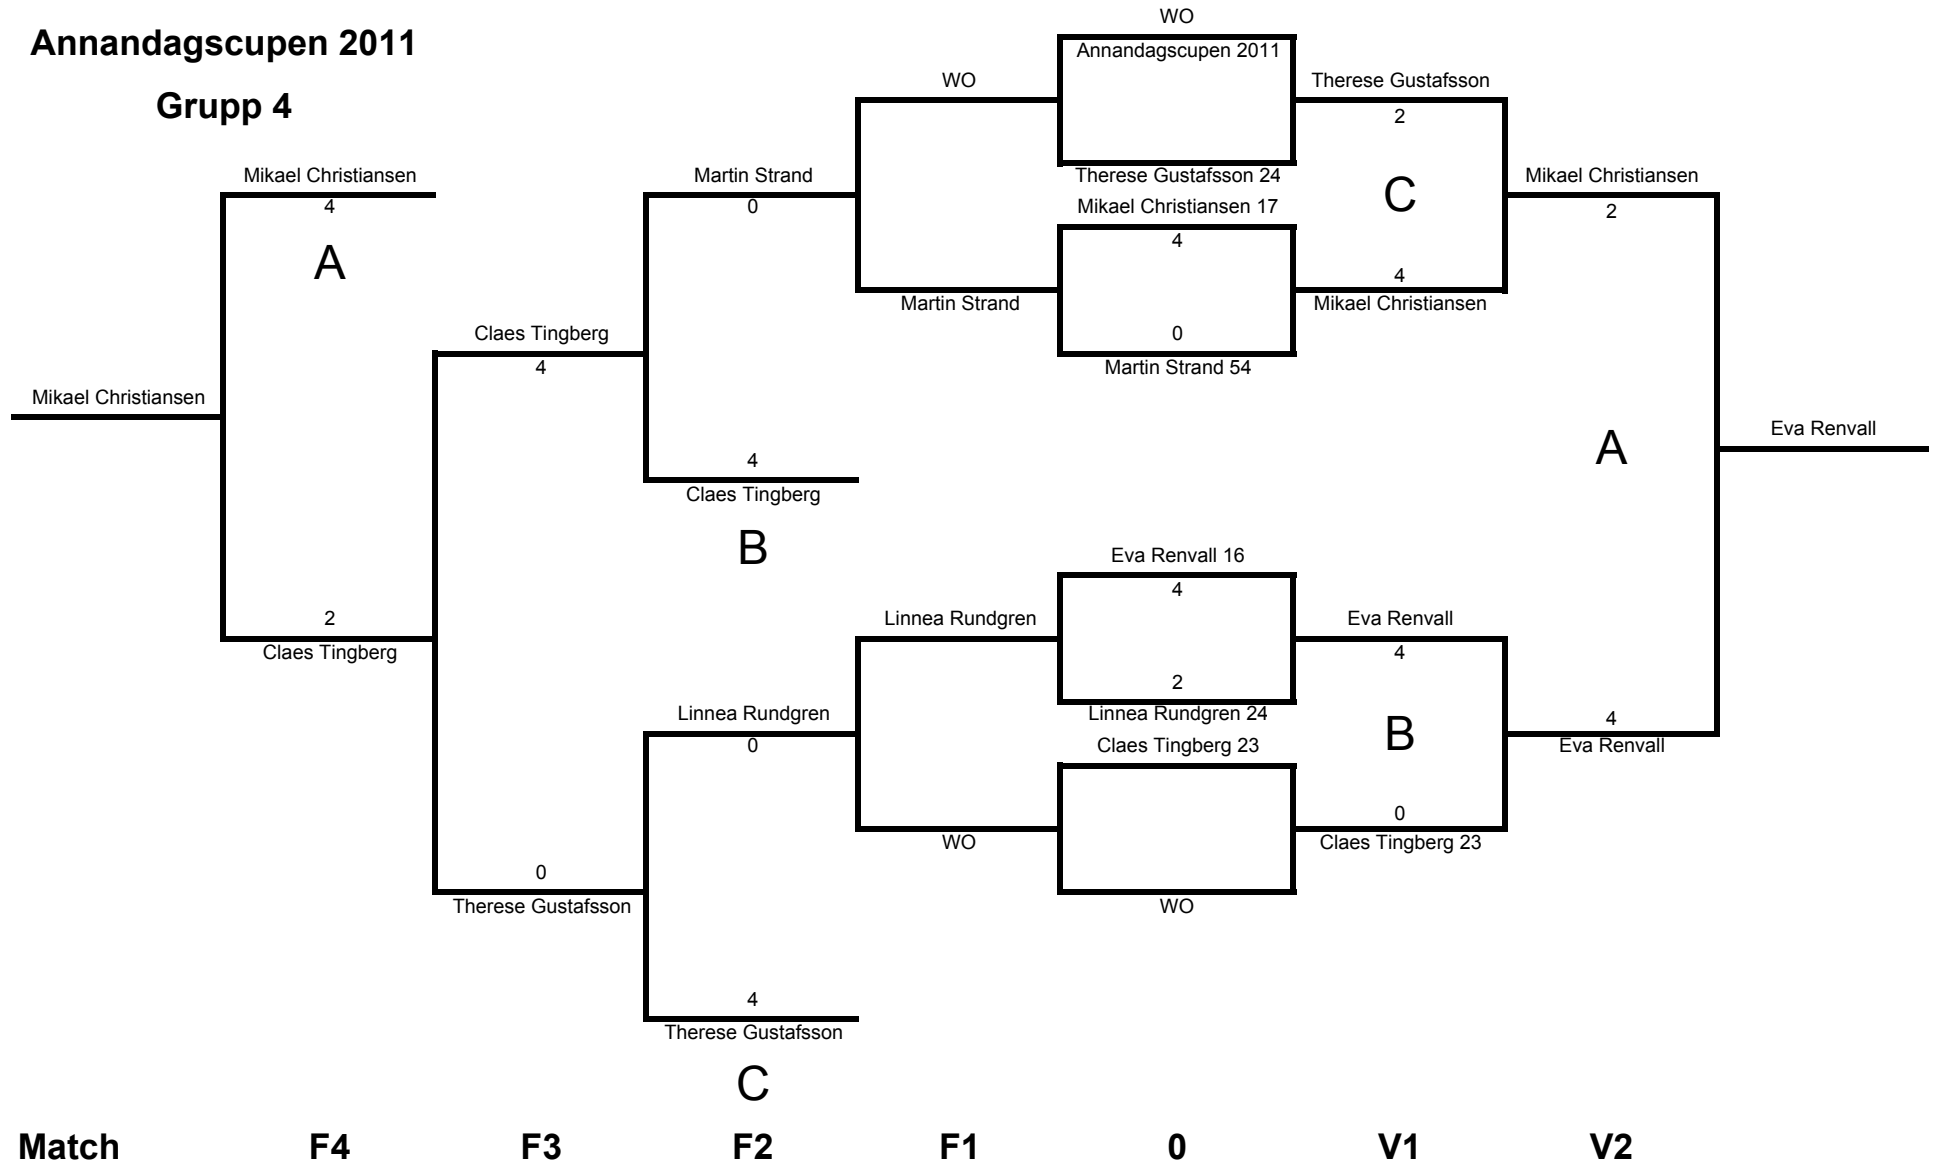 Annandagscupen 2011
Grupp 4
WO
Annandagscupen 2011
WO
Therese Gustafsson
2
Mikael Christiansen
4
A
Martin Strand
0
Therese Gustafsson 24
Mikael Christiansen 17
C
Mikael Christiansen
2
4
4
Martin Strand
Mikael Christiansen
Claes Tingberg
4
0
Martin Strand 54
Mikael Christiansen
Eva Renvall
A
4
Claes Tingberg
B
Eva Renvall 16
4
2
Claes Tingberg
Linnea Rundgren
Eva Renvall
4
2
Linnea Rundgren 24
Linnea Rundgren
0
Claes Tingberg 23
B
4
Eva Renvall
0
WO
Claes Tingberg 23
0
Therese Gustafsson
WO
4
Therese Gustafsson
C
Match F4 F3 F2 F1 0 V1 V2